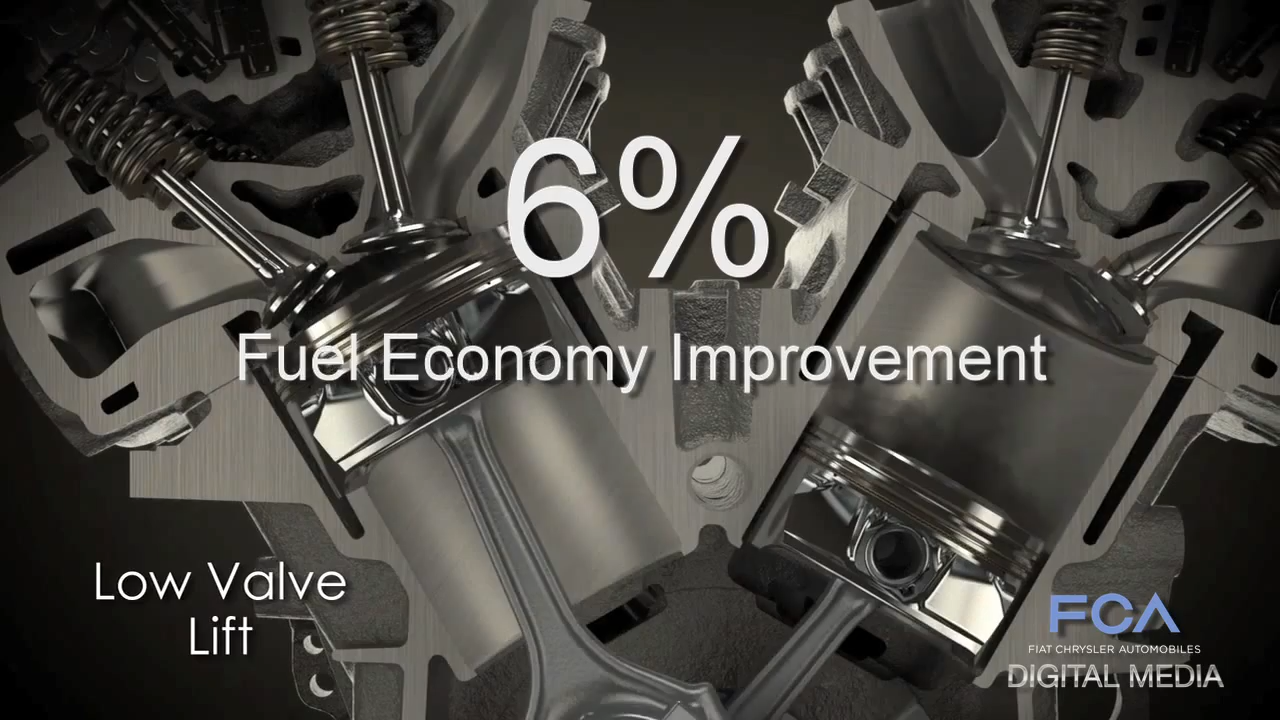 6%
Fuel Economy Improvement
Low Valve
Lift
FCA
FIAT CHRYSLER AUTOMOBILES
DIGITAL MEDIA